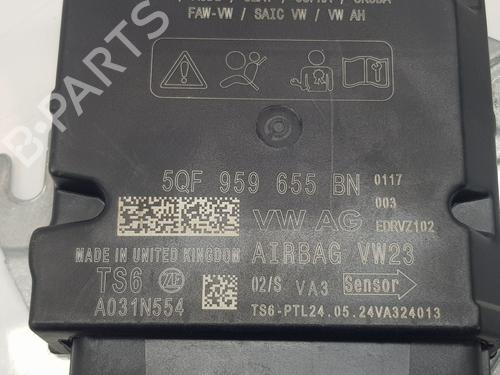 FAW-VW / SAIC VW / VW AH
5QF 959 655 BN 0117
003
VW AG EDRVZ102
MADE IN UNITED KINGDOM AIRBAG VW23
TS6 ZF 02/S VA3 Sensor
A031N554 TS6-PTL24.05.24VA324013
B-PARTS